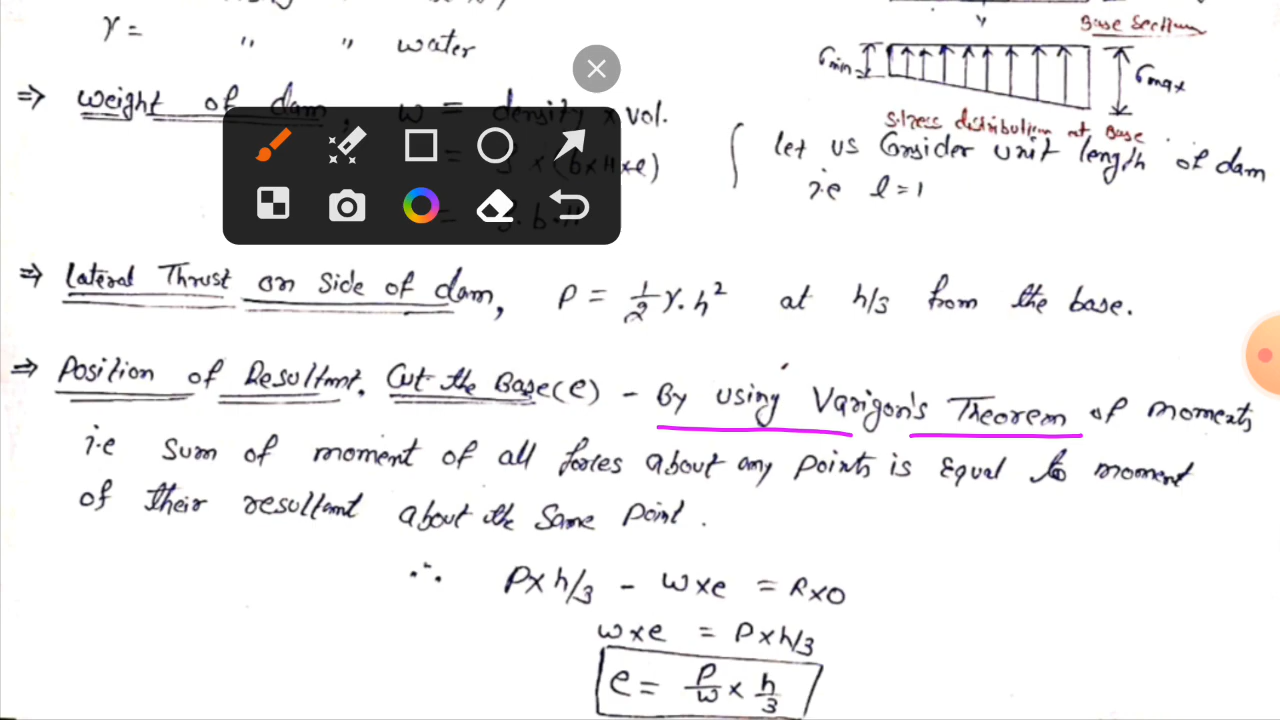 γ = " " water
Base Section
σmin
σmax
Stress distribution at Base
⇒ Weight of dam, W = density × vol.
= × (b×H×l)
let us Consider unit length of dam
i.e l = 1
⇒ Lateral Thrust on Side of dam, P = 1/2 γ.h² at h/3 from the base.
⇒ Position of Resultant. Cut the Base(e) - By using Varigon's Theorem of moments
i.e Sum of moment of all forces about any points is Equal to moment
of their resultant about the Same Point.
∴ P×h/3 - W×e = R×0
W×e = P×h/3
e = P/W × h/3